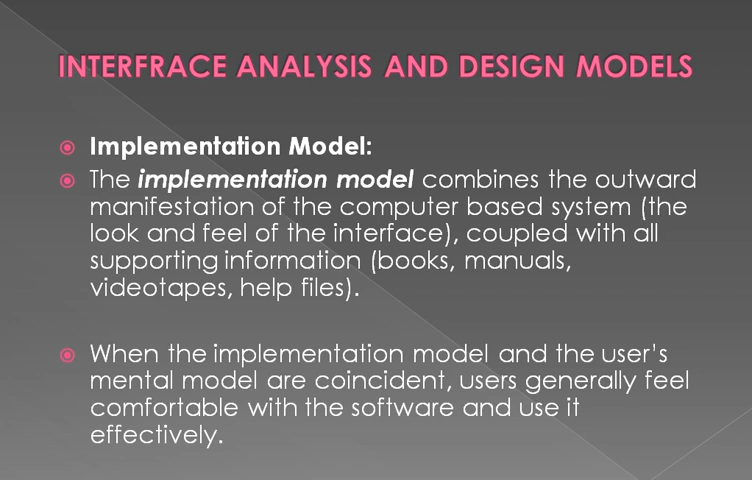 INTERFRACE ANALYSIS AND DESIGN MODELS
Implementation Model:
The implementation model combines the outward
manifestation of the computer based system (the
look and feel of the interface), coupled with all
supporting information (books, manuals,
videotapes, help files).
When the implementation model and the user's
mental model are coincident, users generally feel
comfortable with the software and use it
effectively.